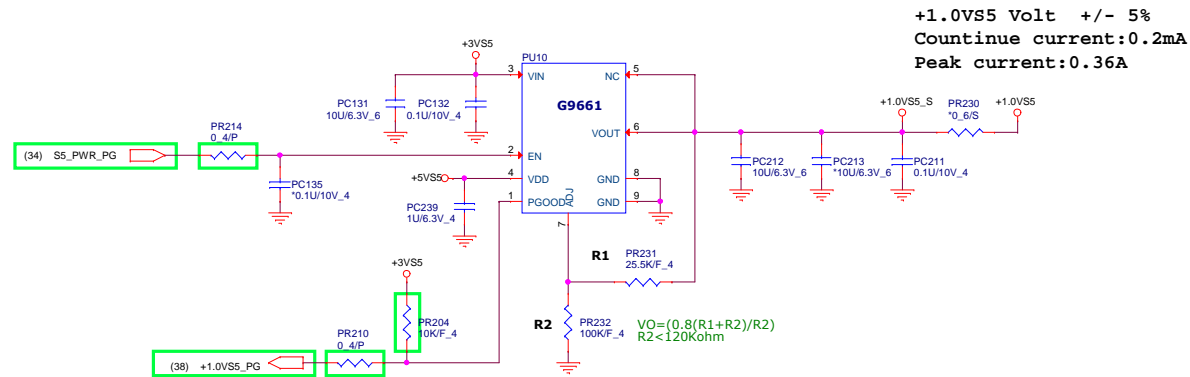 +1.0VS5 Volt  +/- 5%
Countinue current:0.2mA
Peak current:0.36A
+3VS5
PU10
3
VIN
NC
5
G9661
PC131
10U/6.3V_6
PC132
0.1U/10V_4
+1.0VS5_S
PR230
*0_6/S
+1.0VS5
VOUT
6
PR214
0_4/P
(34) S5_PWR_PG
2
EN
PC212
10U/6.3V_6
PC213
*10U/6.3V_6
PC211
0.1U/10V_4
PC135
*0.1U/10V_4
+5VS5
4
VDD
GND
8
1
PGOOD
ADJ
GND
9
PC239
1U/6.3V_4
7
R1
PR231
25.5K/F_4
+3VS5
PR204
10K/F_4
R2
PR232
100K/F_4
VO=(0.8(R1+R2)/R2)
R2<120Kohm
PR210
0_4/P
(38) +1.0VS5_PG